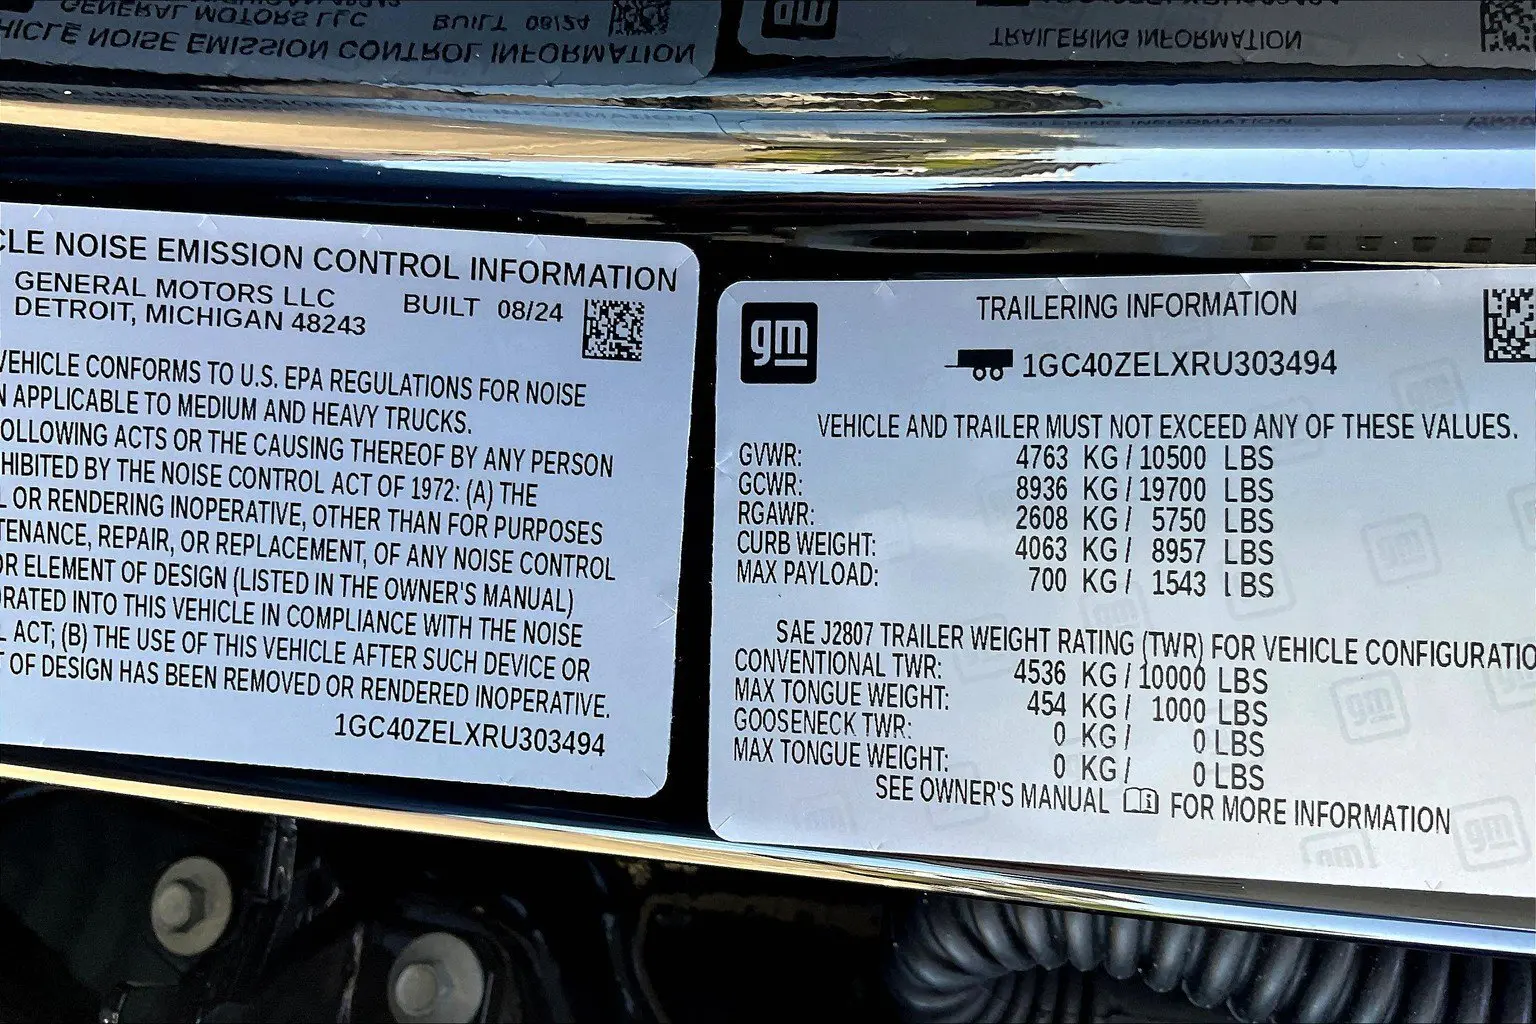 GENERAL MOTORS LLC
BUILT 08/24
HICLE NOISE EMISSION CONTROL INFORMATION
TRAILERING INFORMATION
CLE NOISE EMISSION CONTROL INFORMATION
GENERAL MOTORS LLC
DETROIT, MICHIGAN 48243
BUILT 08/24
VEHICLE CONFORMS TO U.S. EPA REGULATIONS FOR NOISE
N APPLICABLE TO MEDIUM AND HEAVY TRUCKS.
OLLOWING ACTS OR THE CAUSING THEREOF BY ANY PERSON
HIBITED BY THE NOISE CONTROL ACT OF 1972: (A) THE
L OR RENDERING INOPERATIVE, OTHER THAN FOR PURPOSES
TENANCE, REPAIR, OR REPLACEMENT, OF ANY NOISE CONTROL
OR ELEMENT OF DESIGN (LISTED IN THE OWNER'S MANUAL)
RATED INTO THIS VEHICLE IN COMPLIANCE WITH THE NOISE
L ACT; (B) THE USE OF THIS VEHICLE AFTER SUCH DEVICE OR
T OF DESIGN HAS BEEN REMOVED OR RENDERED INOPERATIVE.
1GC40ZELXRU303494
gm
TRAILERING INFORMATION
1GC40ZELXRU303494
VEHICLE AND TRAILER MUST NOT EXCEED ANY OF THESE VALUES.
GVWR: 4763 KG / 10500 LBS
GCWR: 8936 KG / 19700 LBS
RGAWR: 2608 KG / 5750 LBS
CURB WEIGHT: 4063 KG / 8957 LBS
MAX PAYLOAD: 700 KG / 1543 LBS
SAE J2807 TRAILER WEIGHT RATING (TWR) FOR VEHICLE CONFIGURATIO
CONVENTIONAL TWR: 4536 KG / 10000 LBS
MAX TONGUE WEIGHT: 454 KG / 1000 LBS
GOOSENECK TWR: 0 KG / 0 LBS
MAX TONGUE WEIGHT: 0 KG / 0 LBS
SEE OWNER'S MANUAL FOR MORE INFORMATION